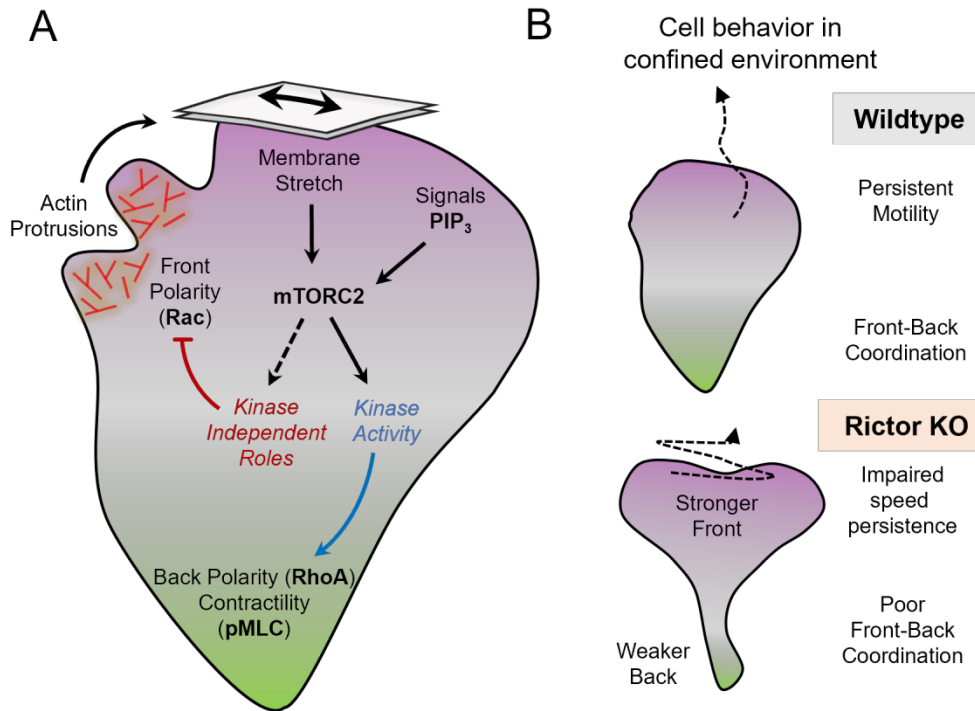 A
Membrane
Stretch
Signals
PIP3
Actin
Protrusions
Front
Polarity
(Rac)
mTORC2
Kinase
Independent
Roles
Kinase
Activity
Back Polarity (RhoA)
Contractility
(pMLC)
B
Cell behavior in
confined environment
Wildtype
Persistent
Motility
Front-Back
Coordination
Rictor KO
Stronger
Front
Impaired
speed
persistence
Weaker
Back
Poor
Front-Back
Coordination